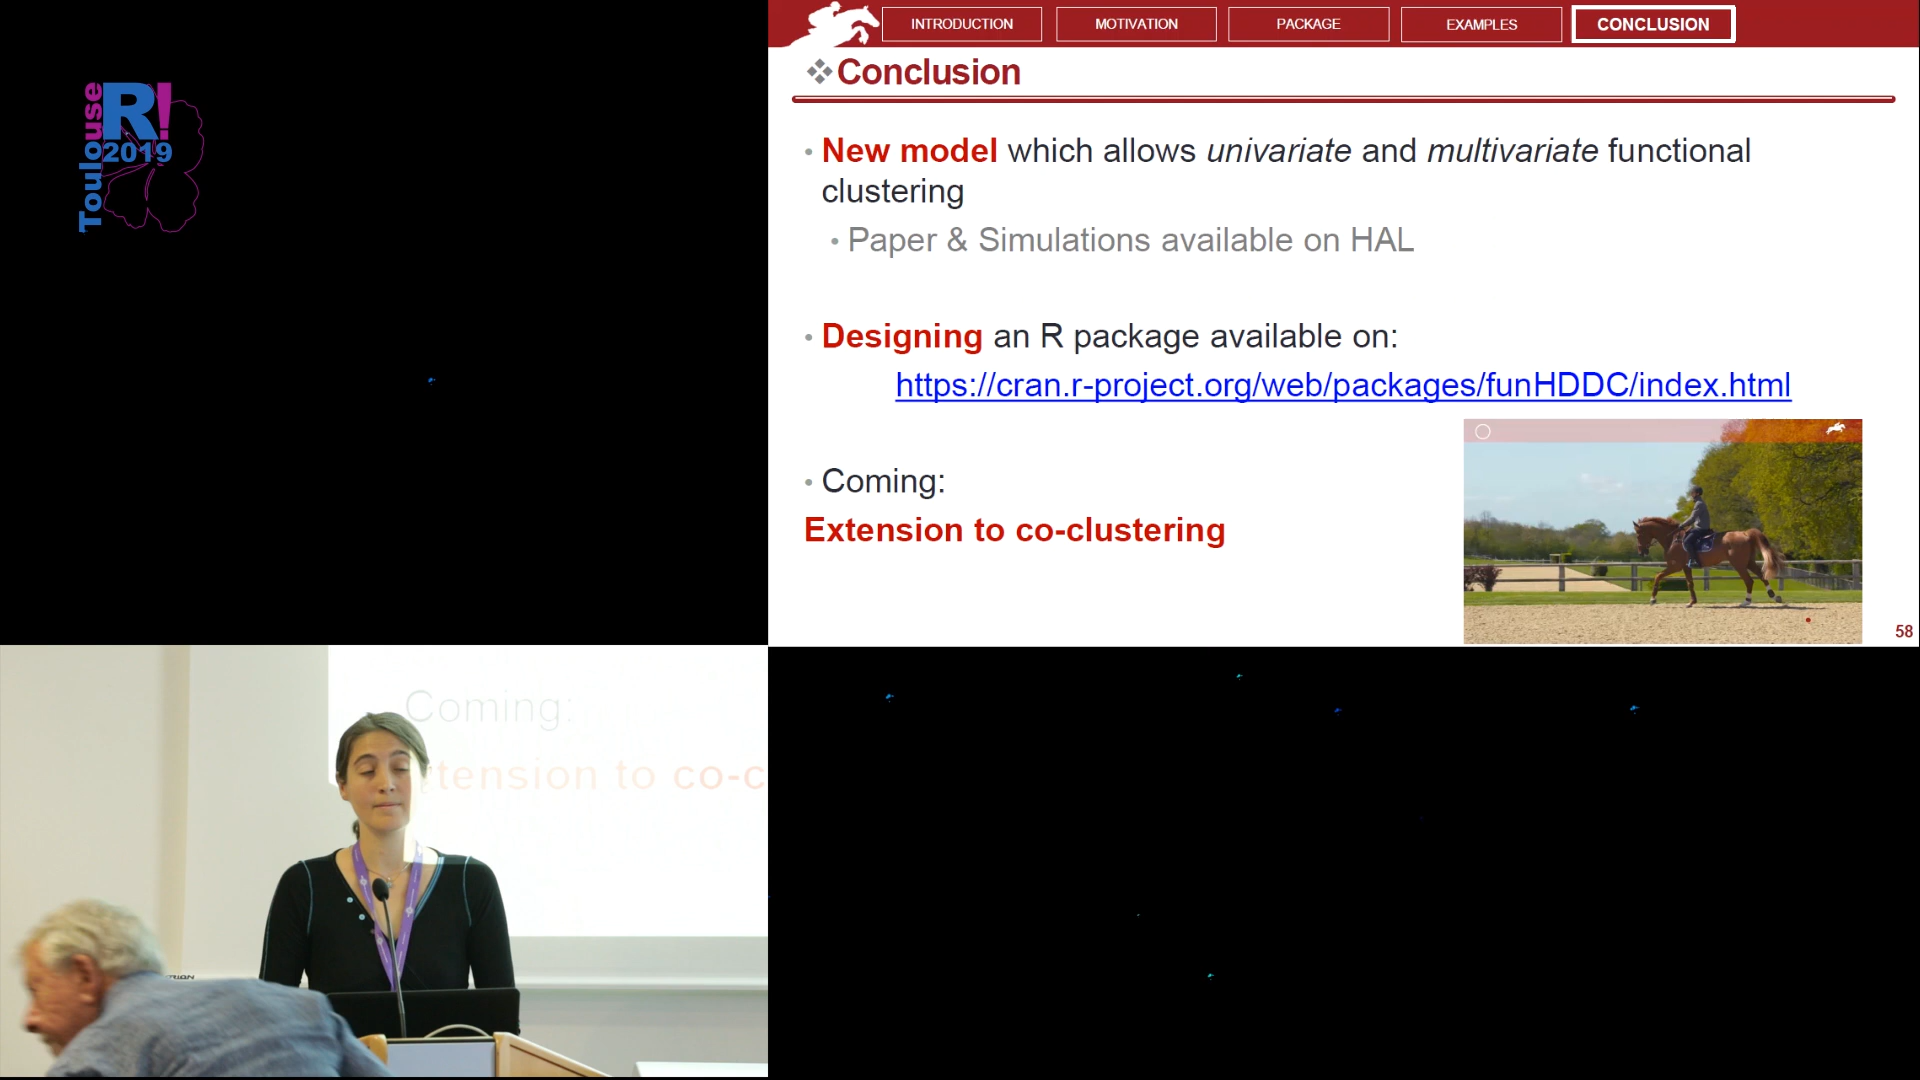 Toulouse
R!
2019
INTRODUCTION
MOTIVATION
PACKAGE
EXAMPLES
CONCLUSION
Conclusion
New model which allows univariate and multivariate functional
clustering
Paper & Simulations available on HAL
Designing an R package available on:
https://cran.r-project.org/web/packages/funHDDC/index.html
Coming:
Extension to co-clustering
58
Coming:
tension to co-c